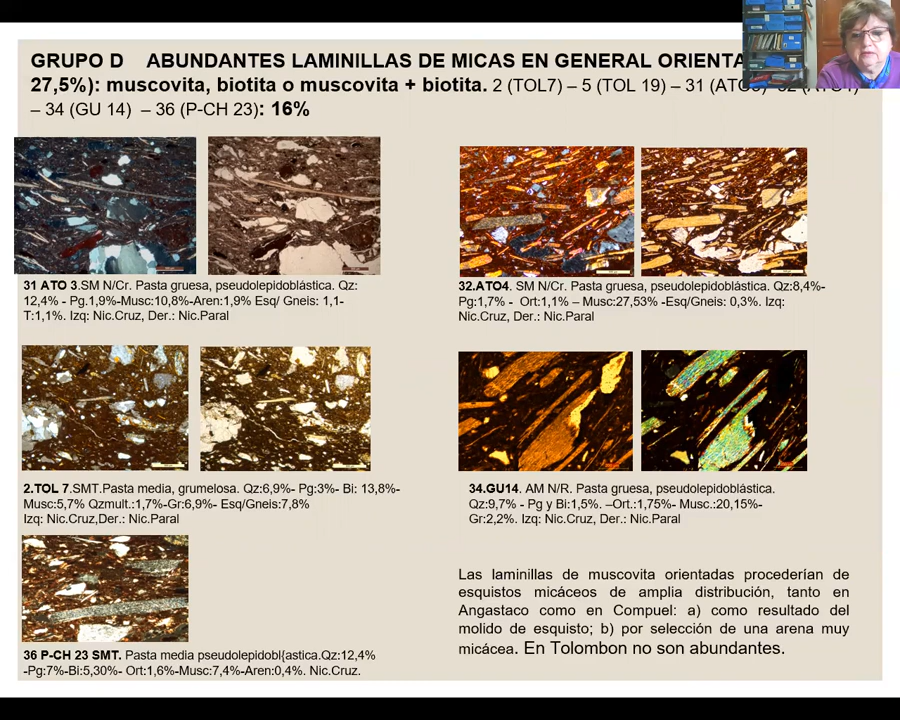 GRUPO D ABUNDANTES LAMINILLAS DE MICAS EN GENERAL ORIENTA
27,5%): muscovita, biotita o muscovita + biotita. 2 (TOL7) – 5 (TOL 19) – 31
– 34 (GU 14) – 36 (P-CH 23): 16%
31 ATO 3.SM N/Cr. Pasta gruesa, pseudolepidoblástica. Qz:
12,4% - Pg.1,9%-Musc:10,8%-Aren:1,9% Esq/ Gneis: 1,1-
T:1,1%. Izq: Nic.Cruz, Der.: Nic.Paral
32.ATO4. SM N/Cr. Pasta gruesa, pseudolepidoblástica. Qz:8,4%-
Pg:1,7% - Ort:1,1% – Musc:27,53% -Esq/Gneis: 0,3%. Izq:
Nic.Cruz, Der.: Nic.Paral
2.TOL 7.SMT.Pasta media, grumelosa. Qz:6,9%- Pg:3%- Bi: 13,8%-
Musc:5,7% Qzmult.:1,7%-Gr:6,9%- Esq/Gneis:7,8%
Izq: Nic.Cruz,Der.: Nic.Paral
34.GU14. AM N/R. Pasta gruesa, pseudolepidoblástica.
Qz:9,7% - Pg y Bi:1,5%. –Ort.:1,75%- Musc.:20,15%-
Gr:2,2%. Izq: Nic.Cruz, Der.: Nic.Paral
36 P-CH 23 SMT. Pasta media pseudolepidobl{astica.Qz:12,4%
-Pg:7%-Bi:5,30%- Ort:1,6%-Musc:7,4%-Aren:0,4%. Nic.Cruz.
Las laminillas de muscovita orientadas procederían de
esquistos micáceos de amplia distribución, tanto en
Angastaco como en Compuel: a) como resultado del
molido de esquisto; b) por selección de una arena muy
micácea. En Tolombon no son abundantes.